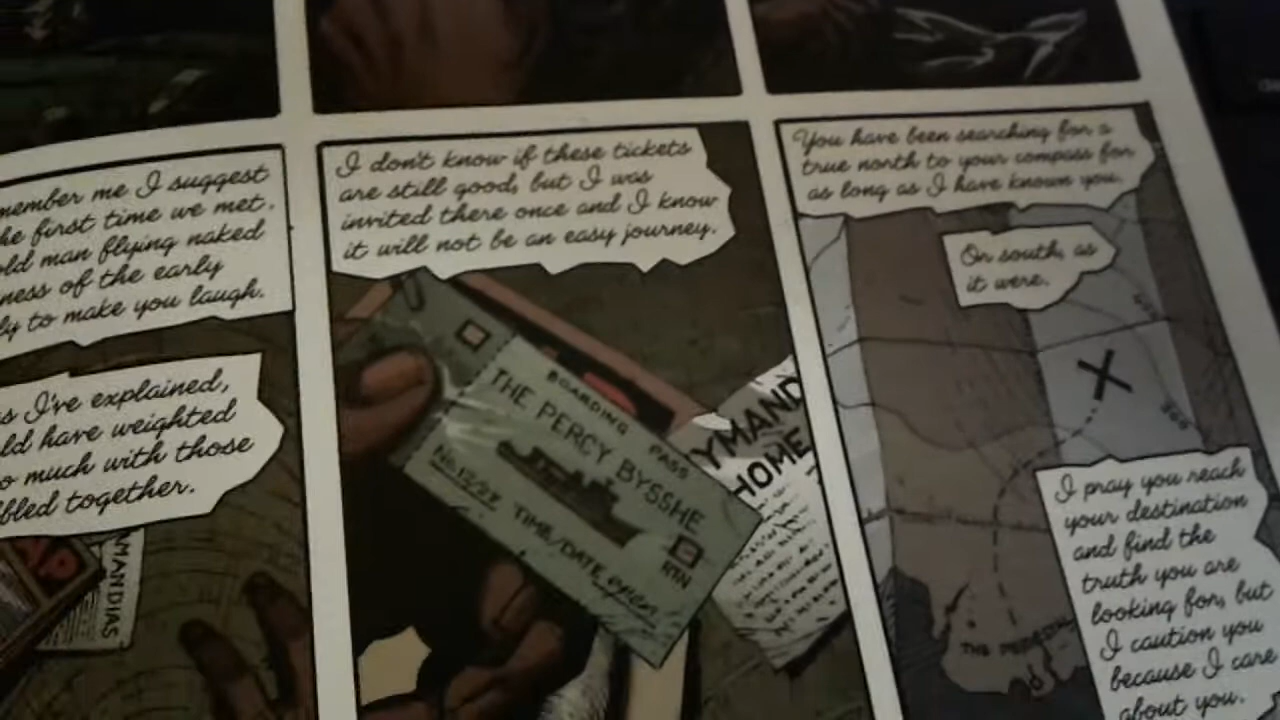 member me I suggest
he first time we met.
old man flying naked
ness of the early
ly to make you laugh.
s I've explained,
ld have weighted
o much with those
bbled together.
MANDIAS
I don't know if these tickets
are still good, but I was
invited there once and I know
it will not be an easy journey.
BOARDING PASS
THE PERCY BYSSHE
TIME/DATE open
RTN
YMAND
HOME
You have been searching for a
true north to your compass for
as long as I have known you.
Or south, as
it were.
X
THE
I pray you reach
your destination
and find the
truth you are
looking for, but
I caution you
because I care
about you.